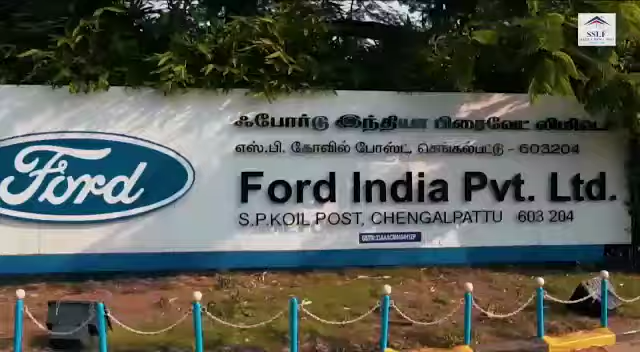 SSLF
Ford
ஃபோர்டு இந்தியா பிரைவேட் லிமிடெட்
எஸ்.பி. கோவில் போஸ்ட், செங்கல்பட்டு - 603204
Ford India Pvt. Ltd.
S.P.KOIL POST, CHENGALPATTU 603 204